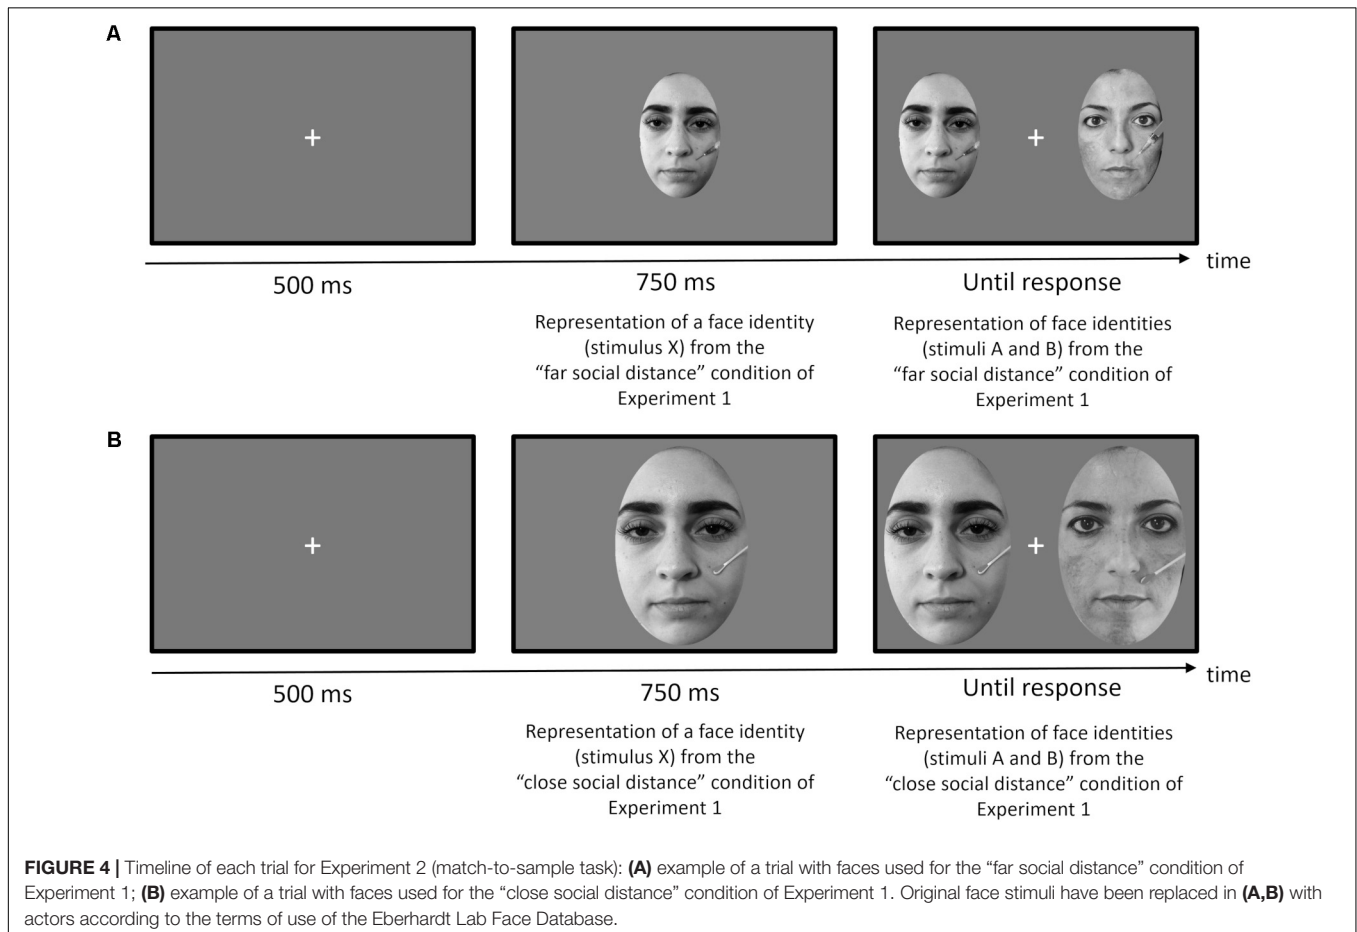 A
+
+
time
500 ms
750 ms
Until response
Representation of a face identity
(stimulus X) from the
“far social distance” condition of
Experiment 1
Representation of face identities
(stimuli A and B) from the
“far social distance” condition of
Experiment 1
B
+
+
time
500 ms
750 ms
Until response
Representation of a face identity
(stimulus X) from the
“close social distance” condition of
Experiment 1
Representation of face identities
(stimuli A and B) from the
“close social distance” condition of
Experiment 1
FIGURE 4 | Timeline of each trial for Experiment 2 (match-to-sample task): (A) example of a trial with faces used for the “far social distance” condition of
Experiment 1; (B) example of a trial with faces used for the “close social distance” condition of Experiment 1. Original face stimuli have been replaced in (A,B) with
actors according to the terms of use of the Eberhardt Lab Face Database.